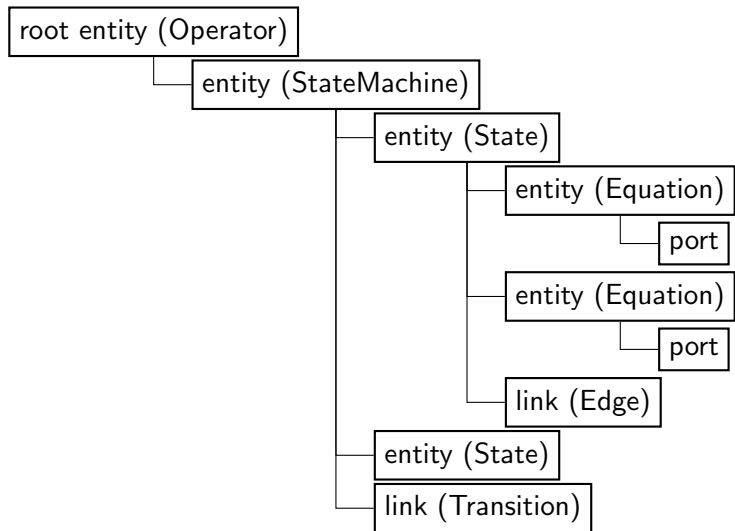 root entity (Operator)
entity (StateMachine)
entity (State)
entity (Equation)
port
entity (Equation)
port
link (Edge)
entity (State)
link (Transition)